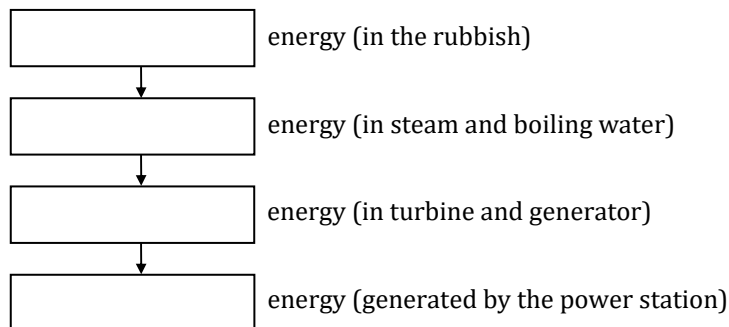 energy (in the rubbish)
energy (in steam and boiling water)
energy (in turbine and generator)
energy (generated by the power station)